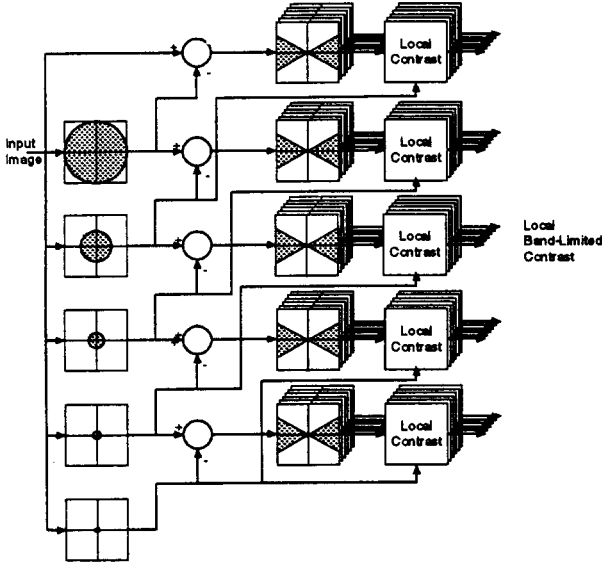 Local
Contrast
+
-
Input
Image
Local
Contrast
+
-
Local
Contrast
+
-
Local
Band-Limited
Contrast
Local
Contrast
+
-
Local
Contrast
+
-